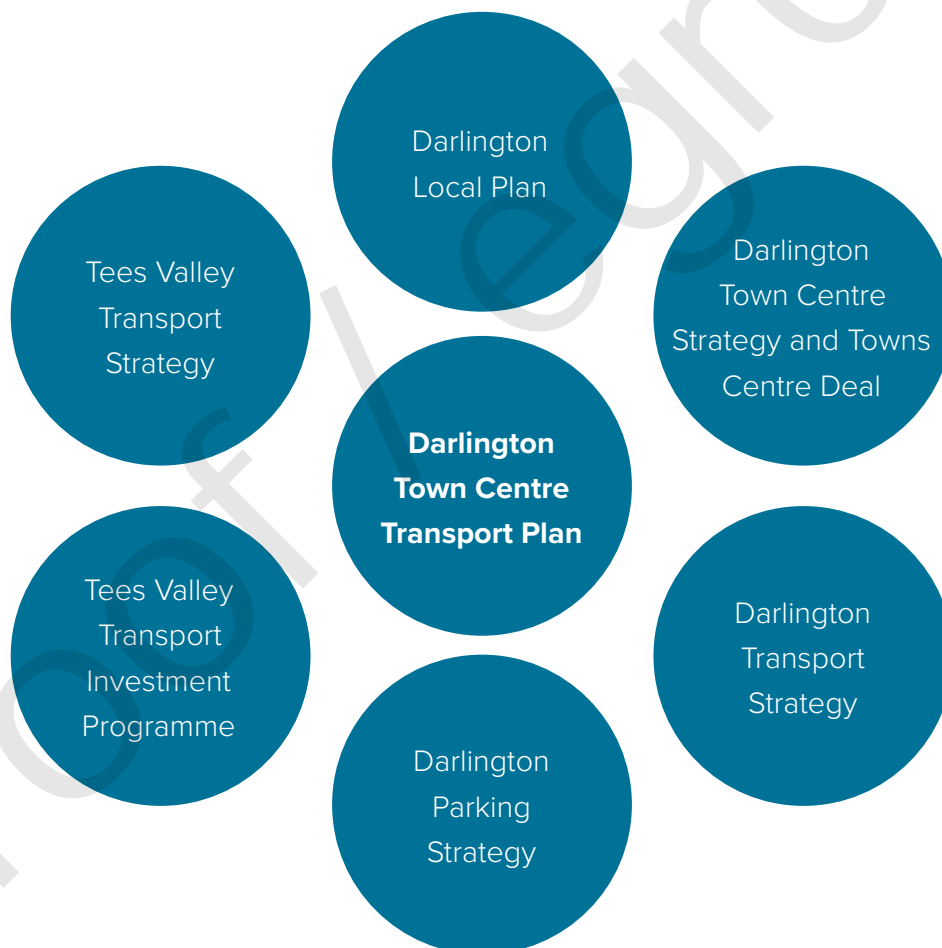 Darlington
Local Plan
Tees Valley
Transport
Strategy
Darlington
Town Centre
Strategy and Towns
Centre Deal
Darlington
Town Centre
Transport Plan
Tees Valley
Transport
Investment
Programme
Darlington
Transport
Strategy
Darlington
Parking
Strategy